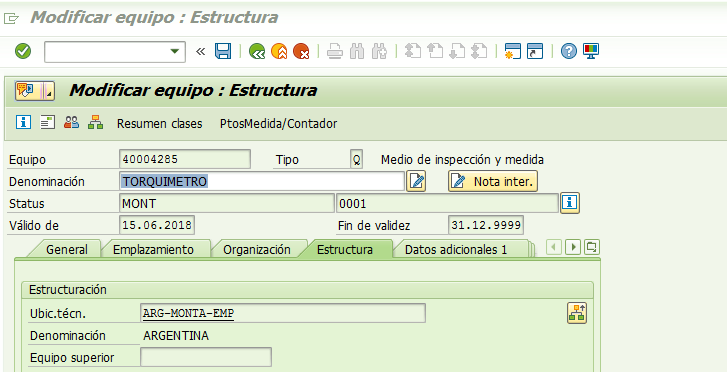 Modificar equipo : Estructura
Modificar equipo : Estructura
Resumen clases PtosMedida/Contador
Equipo 40004285 Tipo Q Medio de inspección y medida
Denominación TORQUIMETRO Nota inter.
Status MONT 0001
Válido de 15.06.2018 Fin de validez 31.12.9999
General Emplazamiento Organización Estructura Datos adicionales 1
Estructuración
Ubic.técn. ARG-MONTA-EMP
Denominación ARGENTINA
Equipo superior